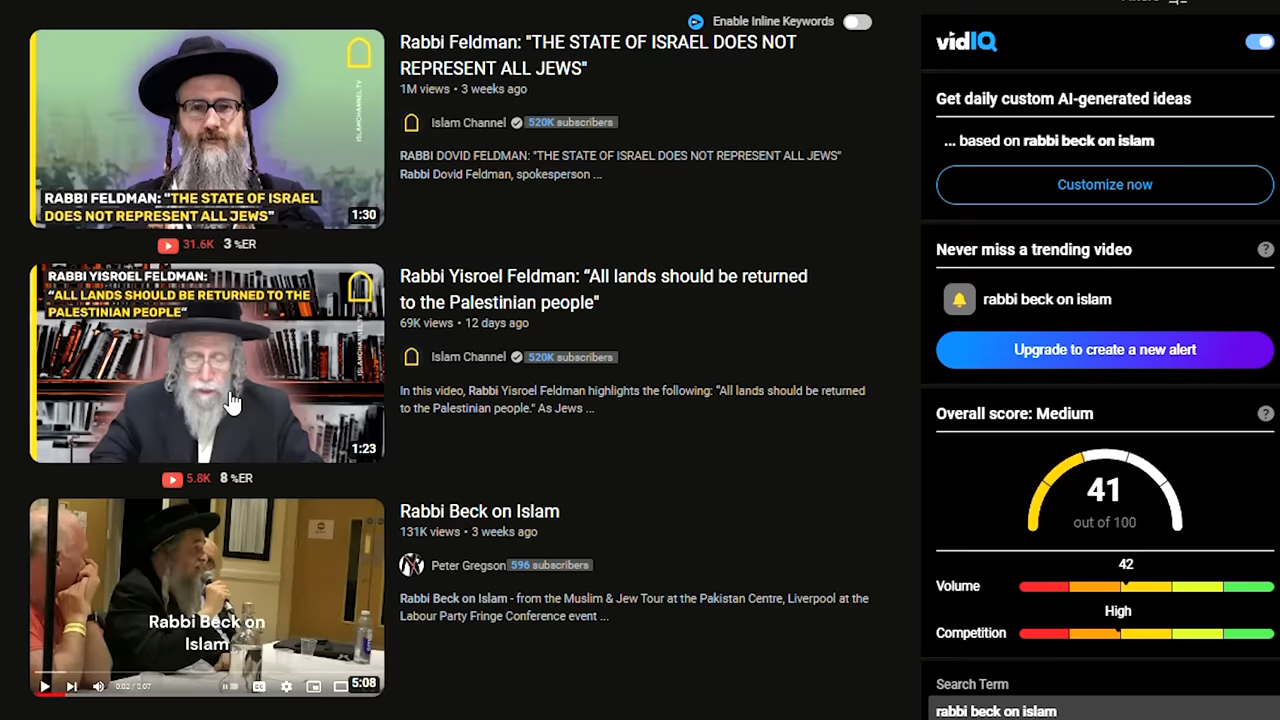 Enable Inline Keywords
RABBI FELDMAN: "THE STATE OF ISRAEL
DOES NOT REPRESENT ALL JEWS"
ISLAMCHANNEL.TV
1:30
31.6K 3 %ER
Rabbi Feldman: "THE STATE OF ISRAEL DOES NOT
REPRESENT ALL JEWS"
1M views • 3 weeks ago
Islam Channel 520K subscribers
RABBI DOVID FELDMAN: "THE STATE OF ISRAEL DOES NOT REPRESENT ALL JEWS"
Rabbi Dovid Feldman, spokesperson ...
RABBI YISROEL FELDMAN:
“ALL LANDS SHOULD BE RETURNED TO THE
PALESTINIAN PEOPLE“
1:23
5.8K 8 %ER
Rabbi Yisroel Feldman: “All lands should be returned
to the Palestinian people"
69K views • 12 days ago
Islam Channel 520K subscribers
In this video, Rabbi Yisroel Feldman highlights the following: “All lands should be returned
to the Palestinian people.” As Jews ...
Rabbi Beck on
Islam
0:02 / 5:07
5:08
Rabbi Beck on Islam
131K views • 3 weeks ago
Peter Gregson 596 subscribers
Rabbi Beck on Islam - from the Muslim & Jew Tour at the Pakistan Centre, Liverpool at the
Labour Party Fringe Conference event ...
vidIQ
Get daily custom AI-generated ideas
... based on rabbi beck on islam
Customize now
Never miss a trending video ?
rabbi beck on islam
Upgrade to create a new alert
Overall score: Medium ?
41
out of 100
42
Volume
High
Competition
Search Term
rabbi beck on islam